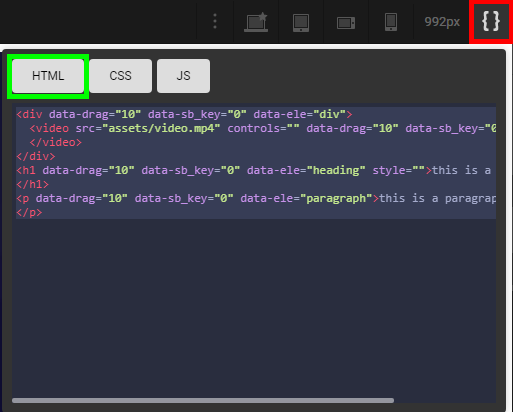 992px
{ }
HTML CSS JS
<div data-drag="10" data-sb_key="0" data-ele="div">
<video src="assets/video.mp4" controls="" data-drag="10" data-sb_key="0
</video>
</div>
<h1 data-drag="10" data-sb_key="0" data-ele="heading" style="">this is a
</h1>
<p data-drag="10" data-sb_key="0" data-ele="paragraph">this is a paragrap
</p>